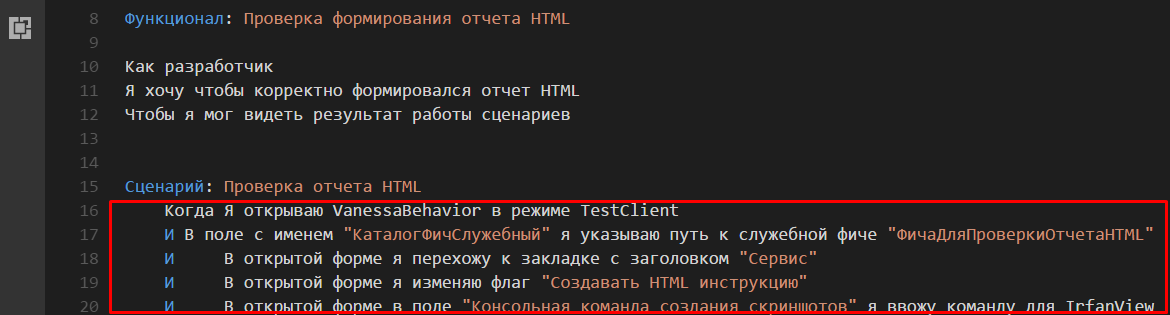 8 Функционал: Проверка формирования отчета HTML
9
10 Как разработчик
11 Я хочу чтобы корректно формировался отчет HTML
12 Чтобы я мог видеть результат работы сценариев
13
14
15 Сценарий: Проверка отчета HTML
16 Когда Я открываю VanessaBehavior в режиме TestClient
17 И В поле с именем "КаталогФичСлужебный" я указываю путь к служебной фиче "ФичаДляПроверкиОтчетаHTML"
18 И В открытой форме я перехожу к закладке с заголовком "Сервис"
19 И В открытой форме я изменяю флаг "Создавать HTML инструкцию"
20 И В открытой форме в поле "Консольная команда создания скриншотов" я ввожу команду для IrfanView